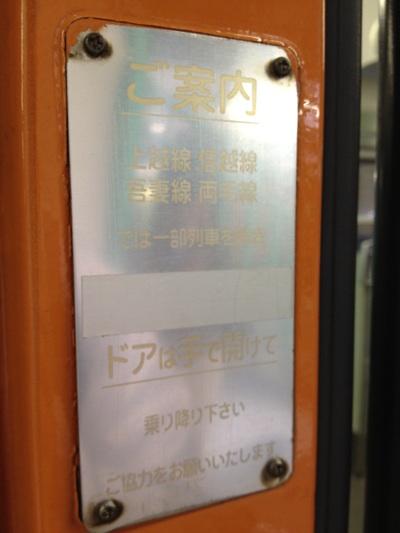 ご案内
上越線 信越線
吾妻線 両毛線
では一部列車を除き
ドアは手で開けて
乗り降り下さい
ご協力をお願いいたします